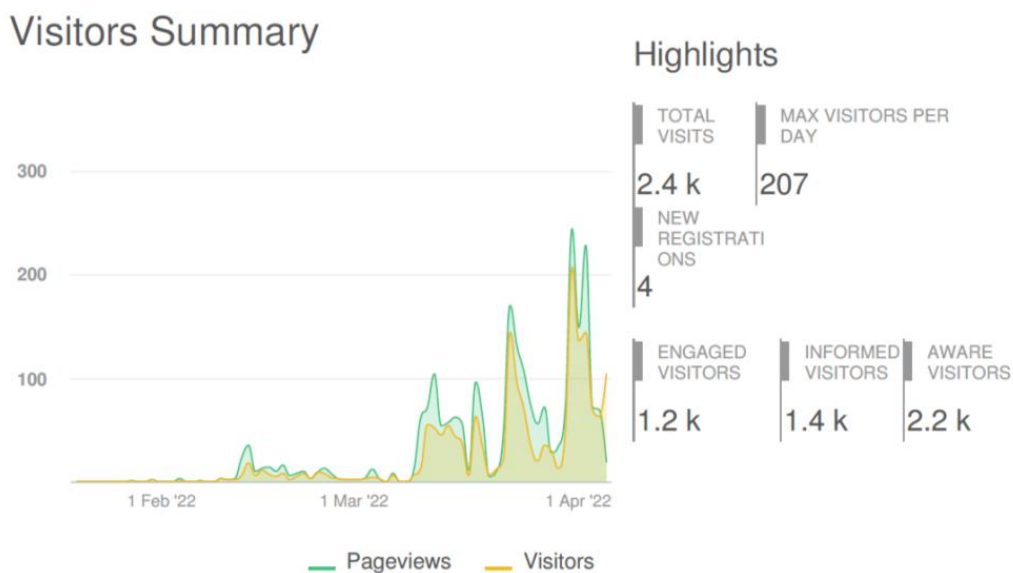 Visitors Summary
Highlights
TOTAL
VISITS
2.4 k
MAX VISITORS PER
DAY
207
NEW
REGISTRATI
ONS
4
ENGAGED
VISITORS
1.2 k
INFORMED
VISITORS
1.4 k
AWARE
VISITORS
2.2 k
300
200
100
1 Feb '22
1 Mar '22
1 Apr '22
Pageviews
Visitors